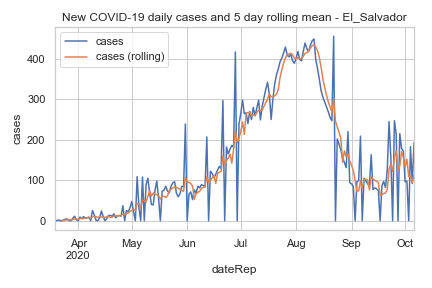 New COVID-19 daily cases and 5 day rolling mean - El_Salvador
cases
cases (rolling)
cases
400
300
200
100
0
Apr May Jun Jul Aug Sep Oct
2020
dateRep